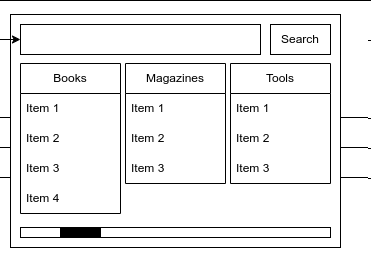 Search
Books
Magazines
Tools
Item 1
Item 2
Item 3
Item 4
Item 1
Item 2
Item 3
Item 1
Item 2
Item 3